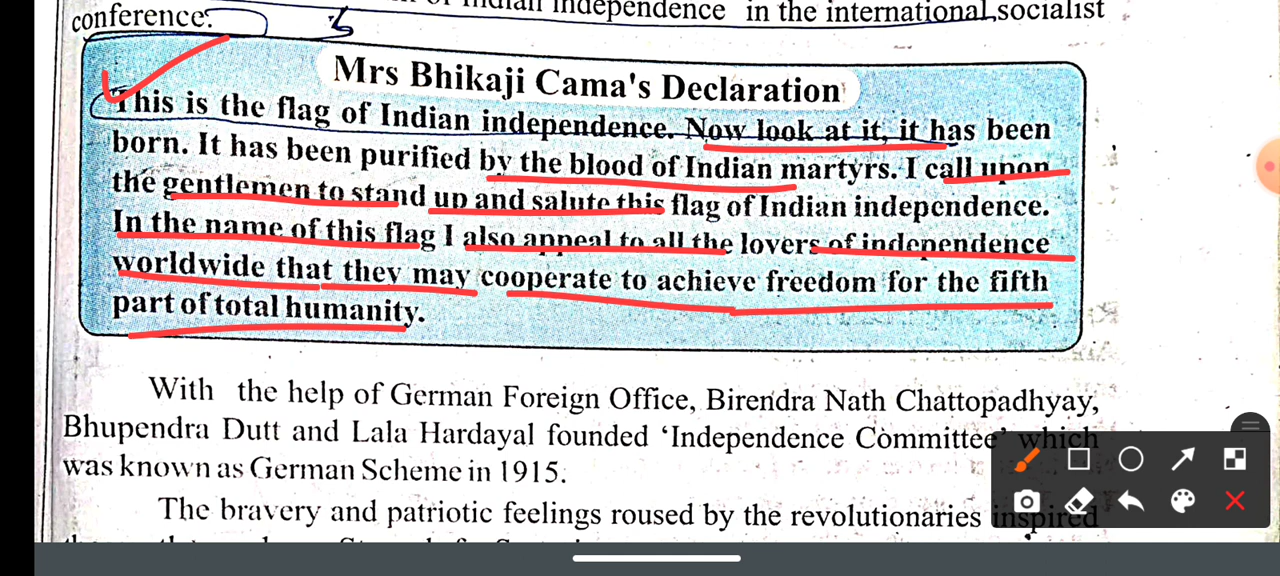 Indian independence in the international socialist
conference.
Mrs Bhikaji Cama's Declaration
This is the flag of Indian independence. Now look at it, it has been
born. It has been purified by the blood of Indian martyrs. I call upon
the gentlemen to stand up and salute this flag of Indian independence.
In the name of this flag I also appeal to all the lovers of independence
worldwide that they may cooperate to achieve freedom for the fifth
part of total humanity.
With the help of German Foreign Office, Birendra Nath Chattopadhyay,
Bhupendra Dutt and Lala Hardayal founded ‘Independence Committee’ which
was known as German Scheme in 1915.
The bravery and patriotic feelings roused by the revolutionaries inspired